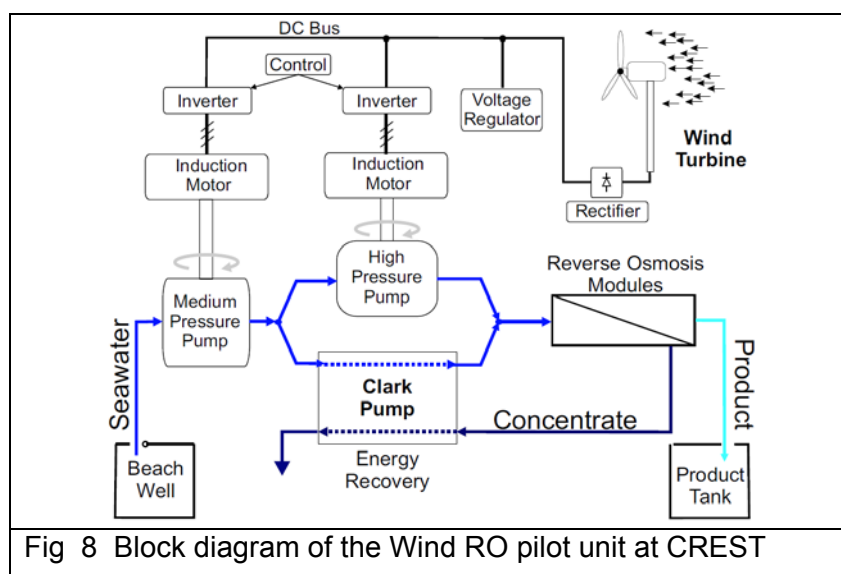 DC Bus
Control
Inverter
Inverter
Voltage
Regulator
Wind
Turbine
Induction
Motor
Induction
Motor
Rectifier
Medium
Pressure
Pump
High
Pressure
Pump
Reverse Osmosis
Modules
Seawater
Clark
Pump
Concentrate
Product
Energy
Recovery
Beach
Well
Product
Tank
Fig 8 Block diagram of the Wind RO pilot unit at CREST